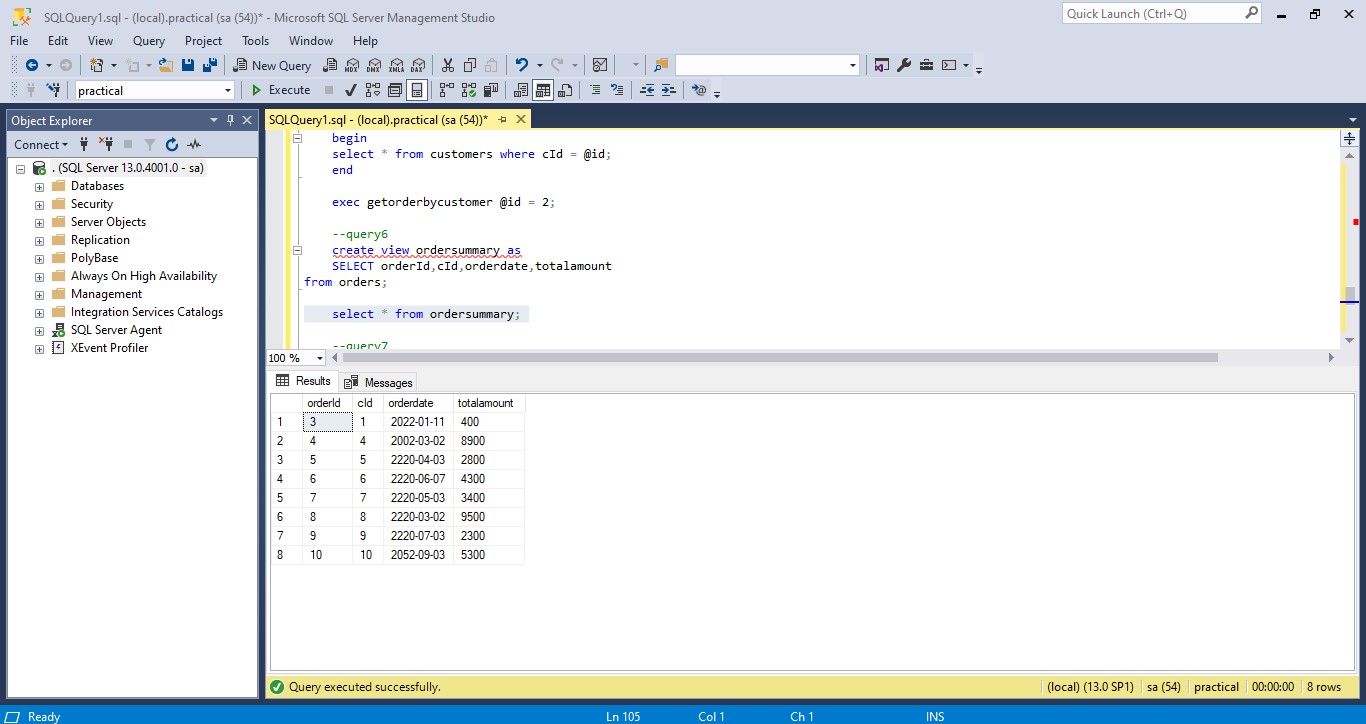 SQLQuery1.sql - (local).practical (sa (54))* - Microsoft SQL Server Management Studio
Quick Launch (Ctrl+Q)
File Edit View Query Project Tools Window Help
New Query MDX DMX XMLA DAX
practical Execute
Object Explorer
Connect
. (SQL Server 13.0.4001.0 - sa)
Databases
Security
Server Objects
Replication
PolyBase
Always On High Availability
Management
Integration Services Catalogs
SQL Server Agent
XEvent Profiler
SQLQuery1.sql - (local).practical (sa (54))*
begin
select * from customers where cId = @id;
end
exec getorderbycustomer @id = 2;
--query6
create view ordersummary as
SELECT orderId,cId,orderdate,totalamount
from orders;
select * from ordersummary;
--query7
100 %
Results Messages
orderId cId orderdate totalamount
1 3 1 2022-01-11 400
2 4 4 2002-03-02 8900
3 5 5 2220-04-03 2800
4 6 6 2220-06-07 4300
5 7 7 2220-05-03 3400
6 8 8 2220-03-02 9500
7 9 9 2220-07-03 2300
8 10 10 2052-09-03 5300
Query executed successfully. (local) (13.0 SP1) sa (54) practical 00:00:00 8 rows
Ready Ln 105 Col 1 Ch 1 INS